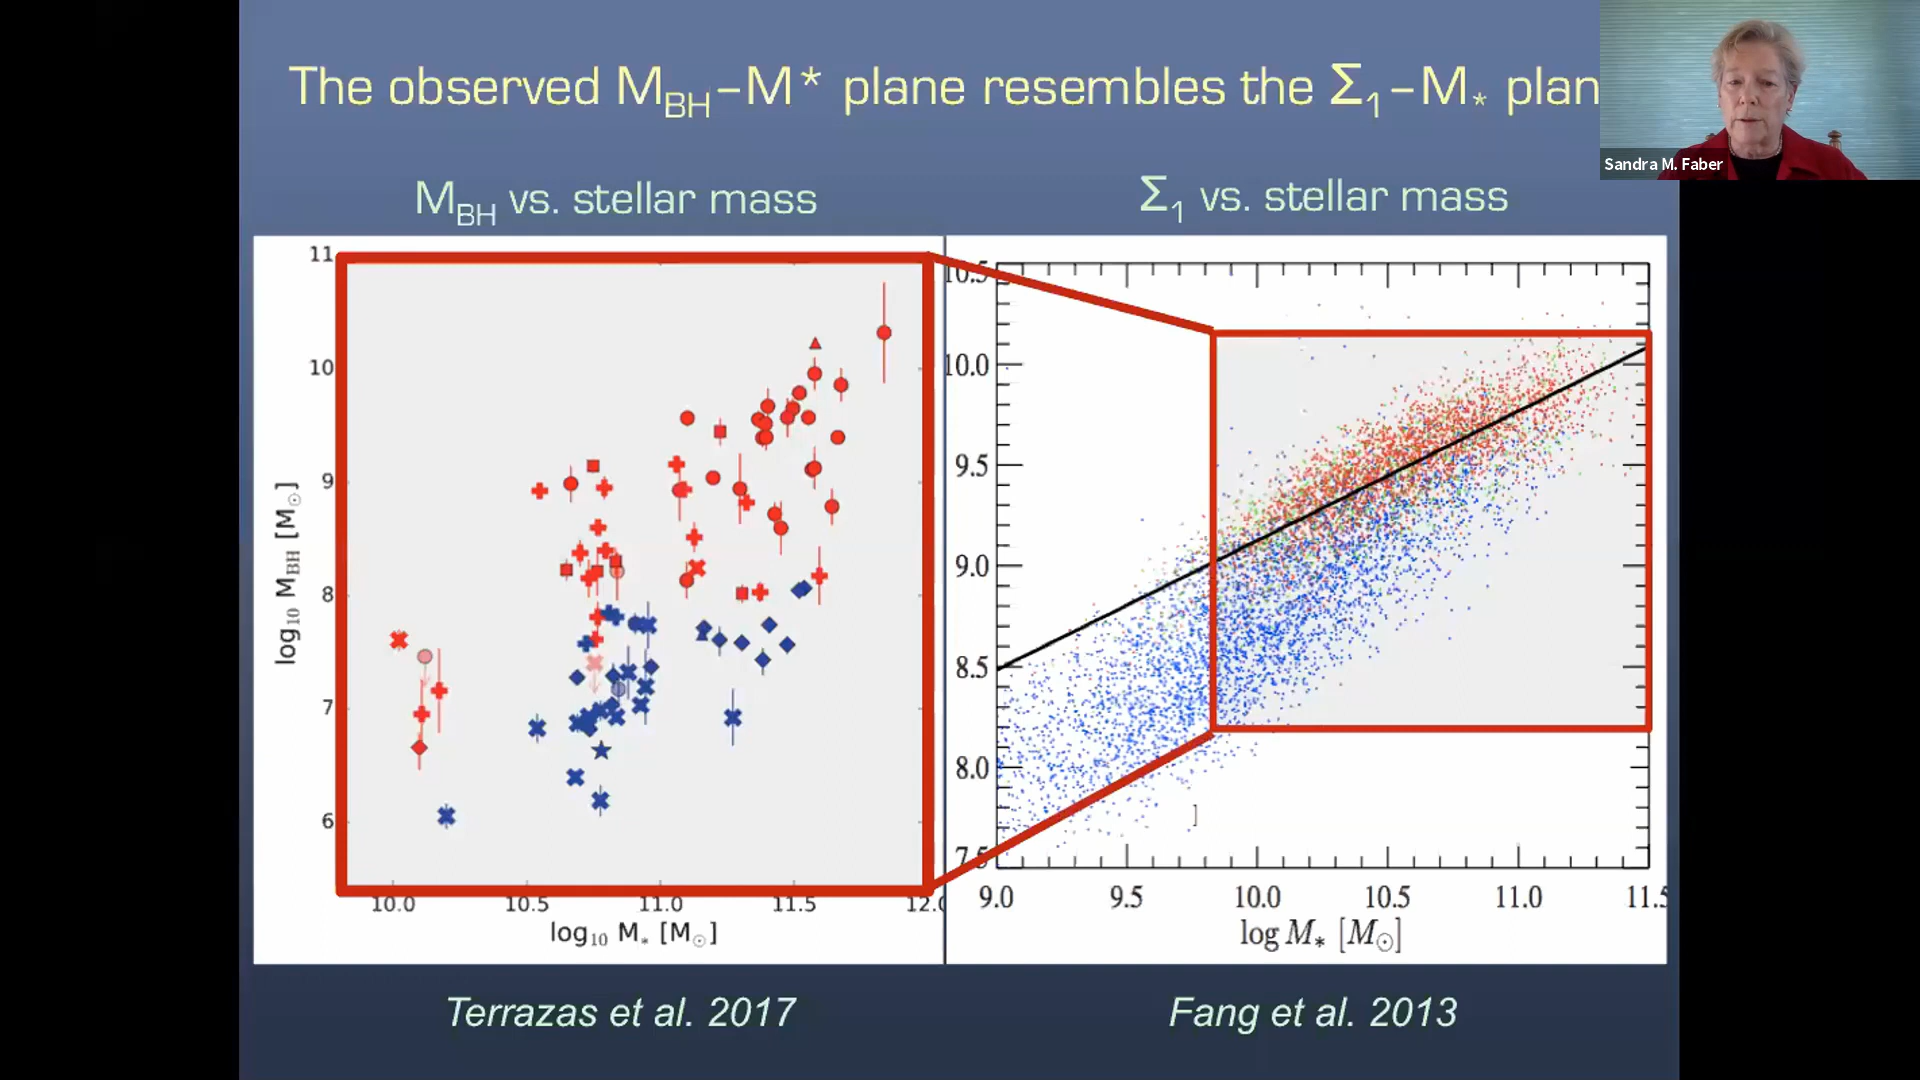 The observed M_BH–M* plane resembles the Σ₁–M* plan
Sandra M. Faber
M_BH vs. stellar mass
Σ₁ vs. stellar mass
11
10
9
8
7
6
log₁₀ M_BH [M⊙]
10.0 10.5 11.0 11.5 12.0
log₁₀ M* [M⊙]
10.5
10.0
9.5
9.0
8.5
8.0
7.5
]
9.0 9.5 10.0 10.5 11.0 11.5
log M* [M⊙]
Terrazas et al. 2017
Fang et al. 2013